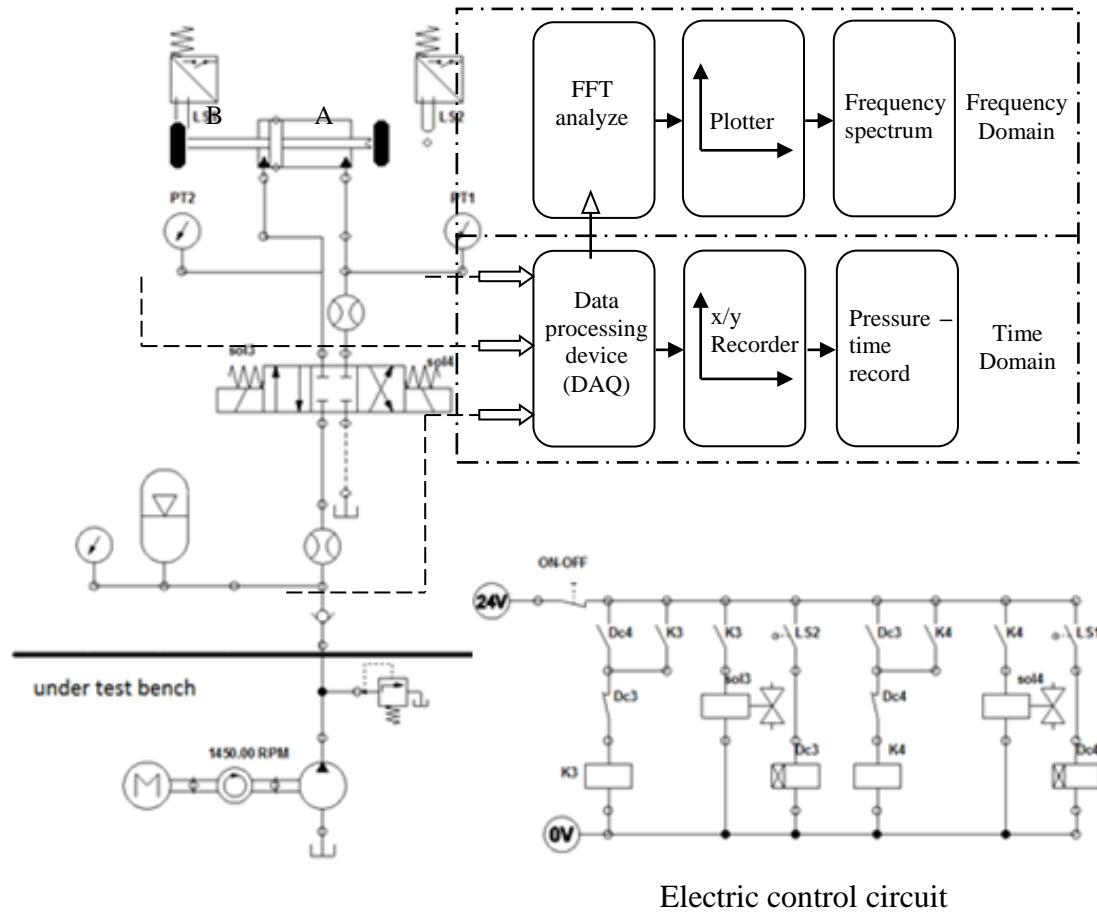 B
A
LS
LS2
PT2
PT1
sol3
sol4
FFT
analyze
Plotter
Frequency
spectrum
Frequency
Domain
Data
processing
device
(DAQ)
x/y
Recorder
Pressure –
time
record
Time
Domain
under test bench
1450.00 RPM
M
ON-OFF
24V
Dc4
K3
K3
LS2
Dc3
K4
K4
LS1
Dc3
sol3
Dc4
sol4
K3
Dc3
K4
Dc4
0V
Electric control circuit